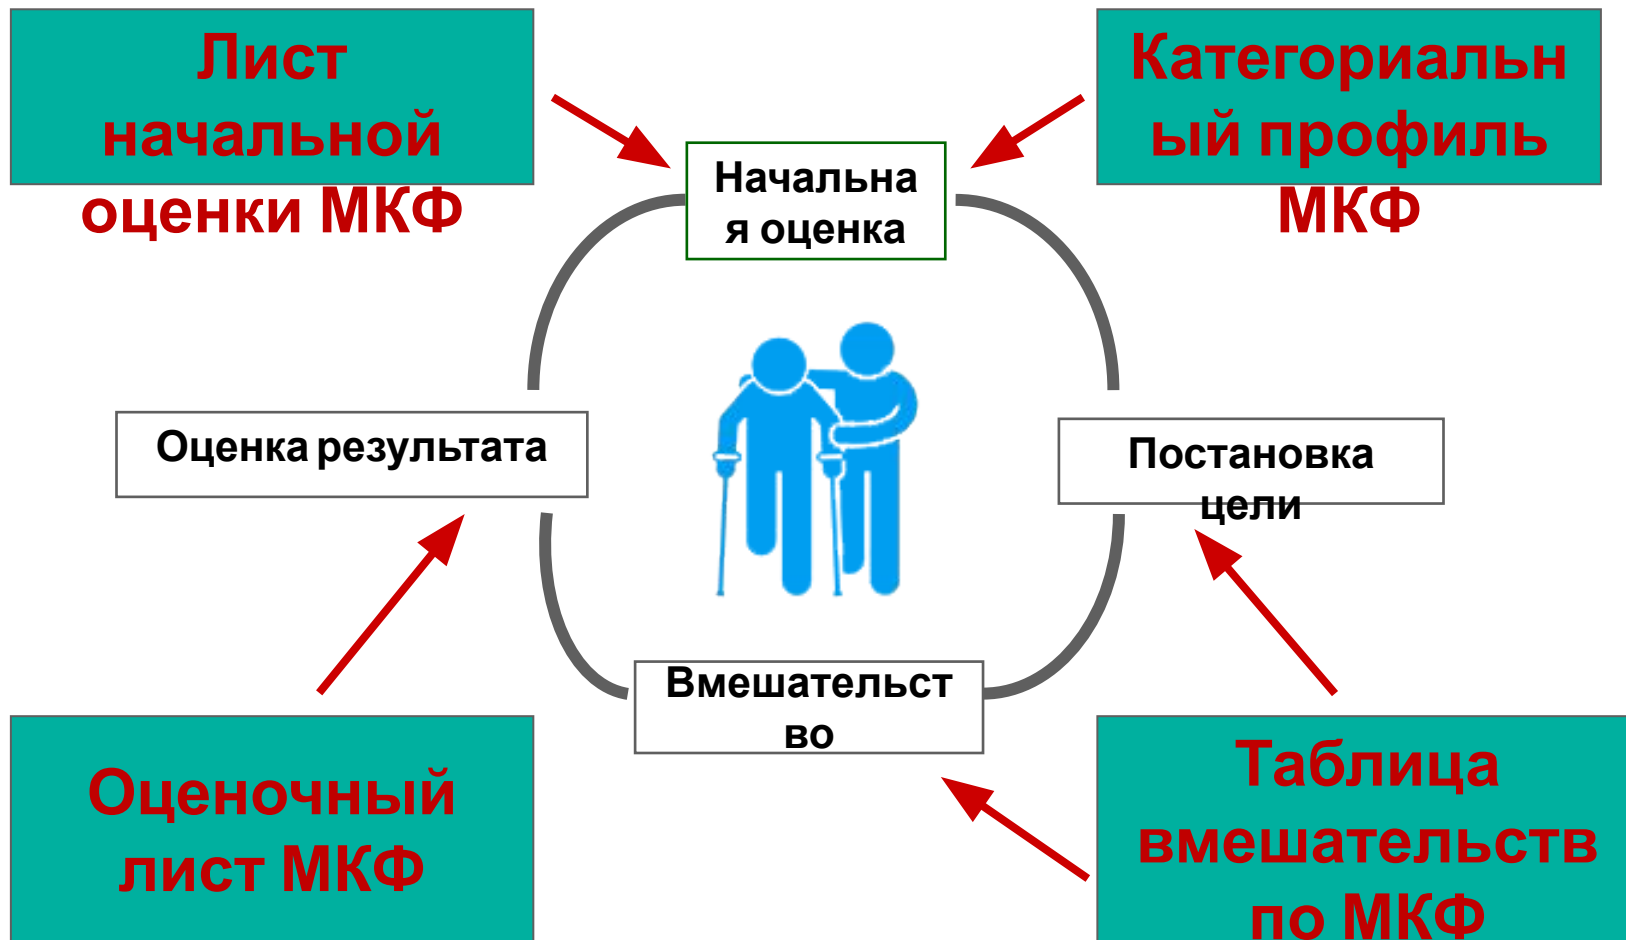 Лист
начальной
оценки МКФ
Категориальн
ый профиль
МКФ
Начальна
я оценка
Оценка результата
Постановка
цели
Вмешательст
во
Оценочный
лист МКФ
Таблица
вмешательств
по МКФ